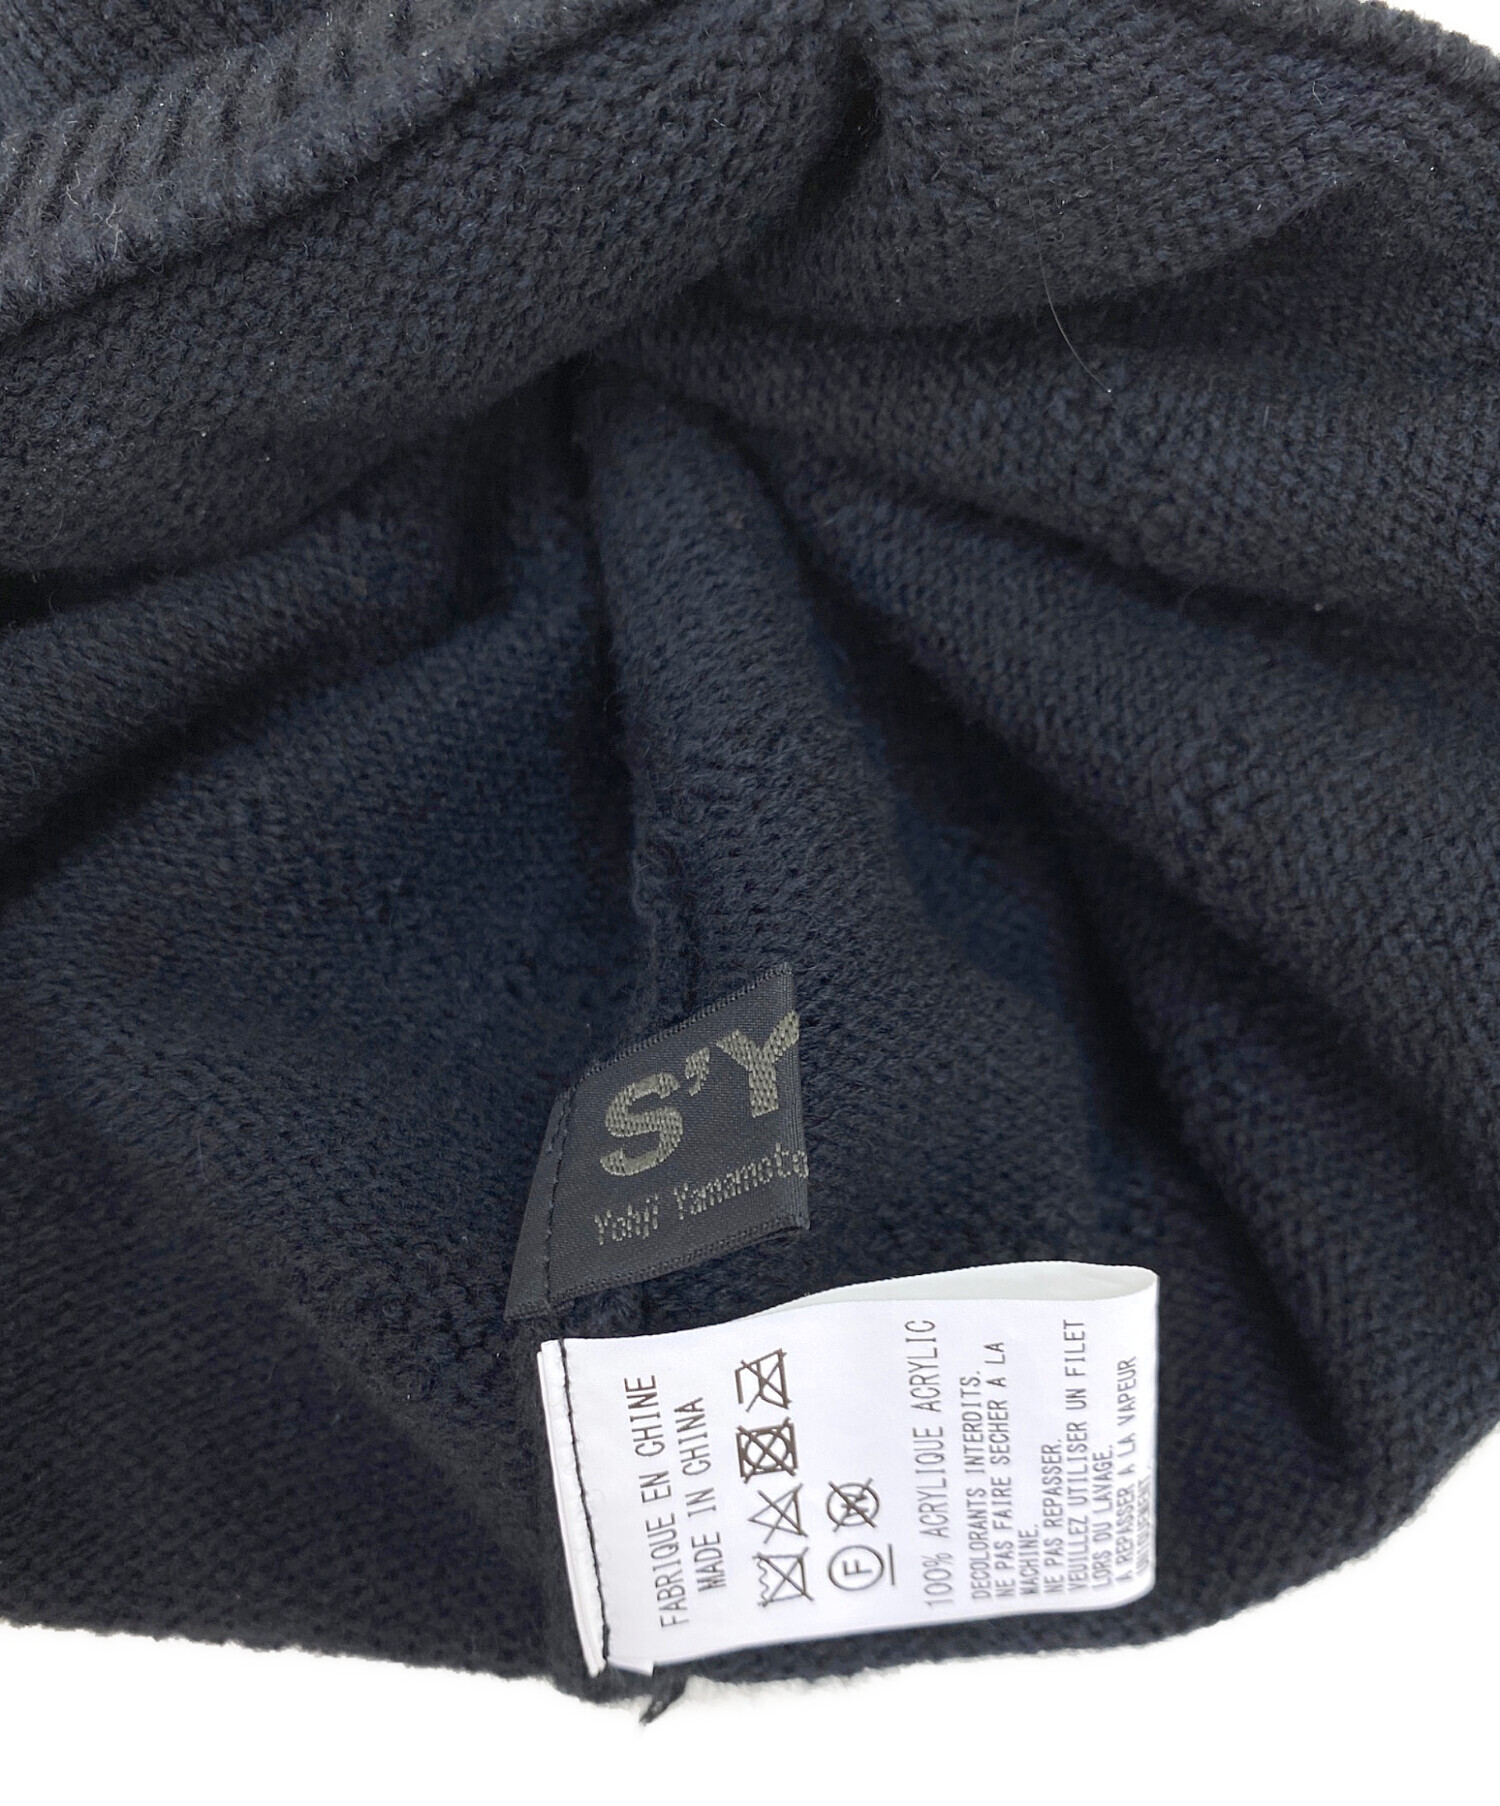 S'Y
Yohji Yamamoto
FABRIQUE EN CHINE
MADE IN CHINA
W
F
100% ACRYLIQUE ACRYLIC
DECOLORANTS INTERDITS.
NE PAS FAIRE SECHER A LA
MACHINE.
NE PAS REPASSER.
VEUILLEZ UTILISER UN FILET
LORS DU LAVAGE.
A REPASSER A LA VAPEUR
UNIQUEMENT.